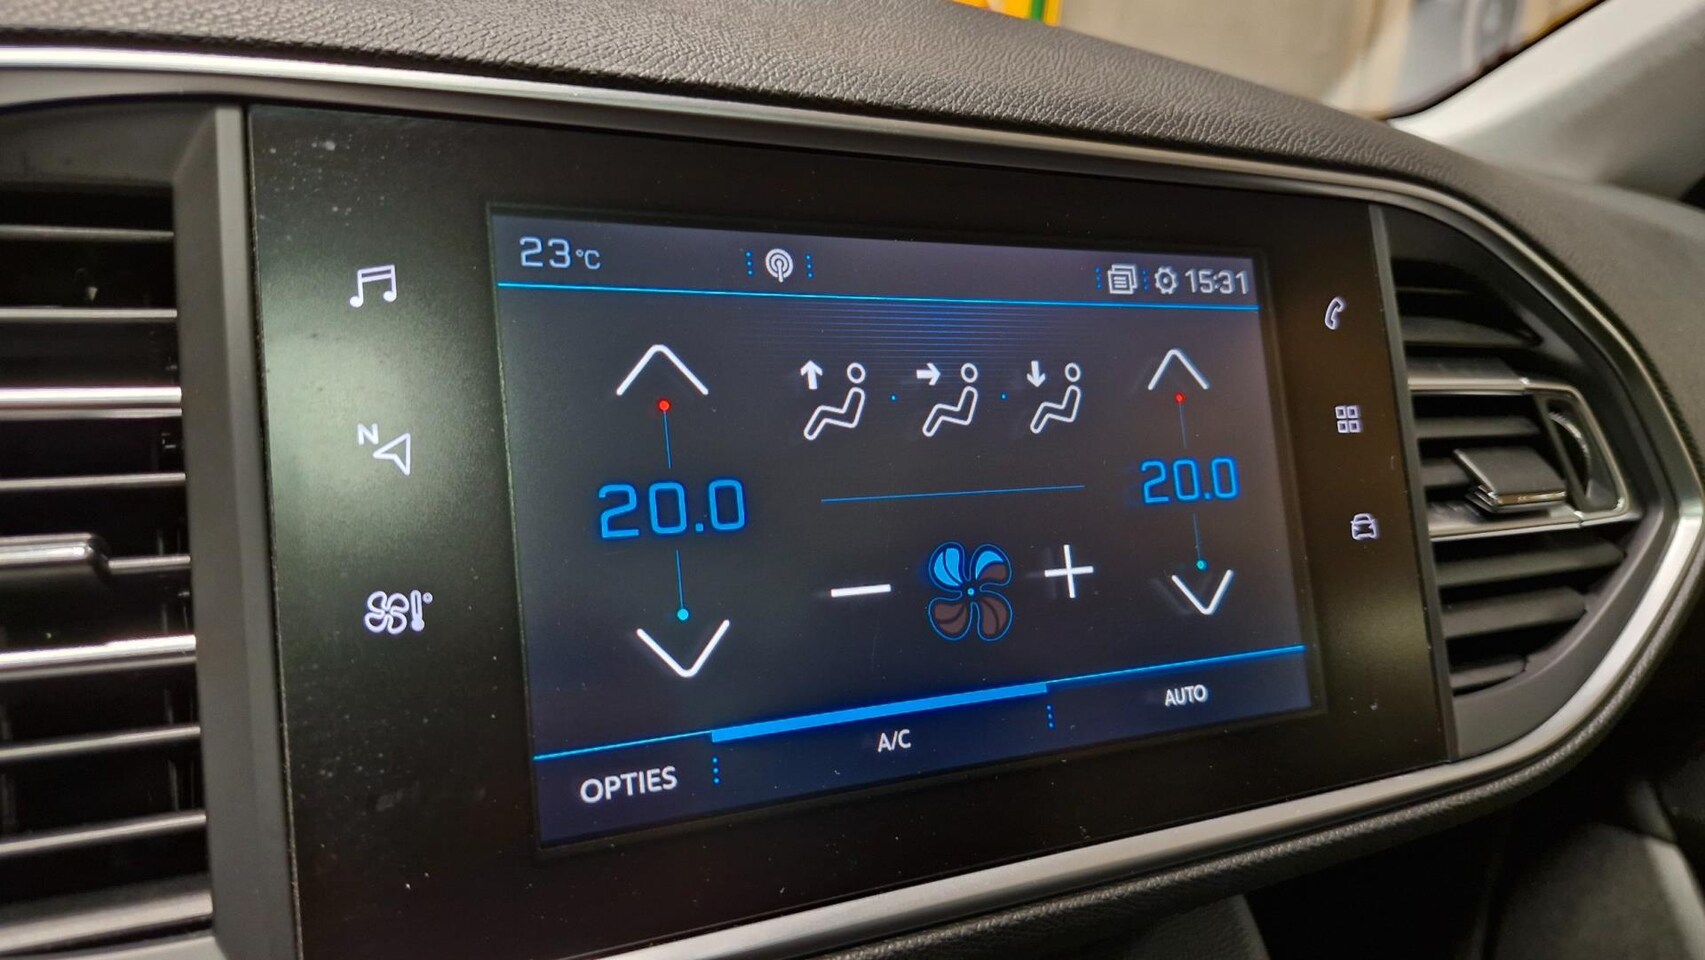 23°C
15:31
N
20.0
20.0
OPTIES
A/C
AUTO